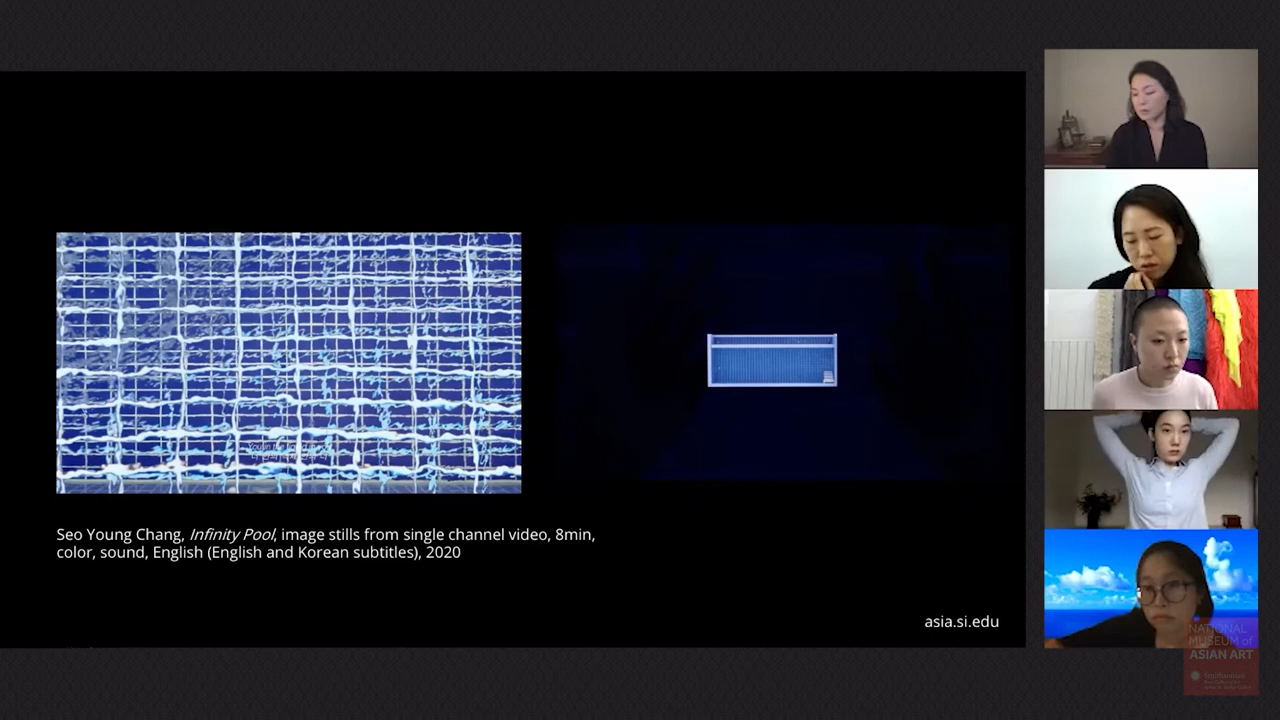 Seo Young Chang, Infinity Pool, image stills from single channel video, 8min,
color, sound, English (English and Korean subtitles), 2020
asia.si.edu
NATIONAL
MUSEUM of
ASIAN ART
Smithsonian